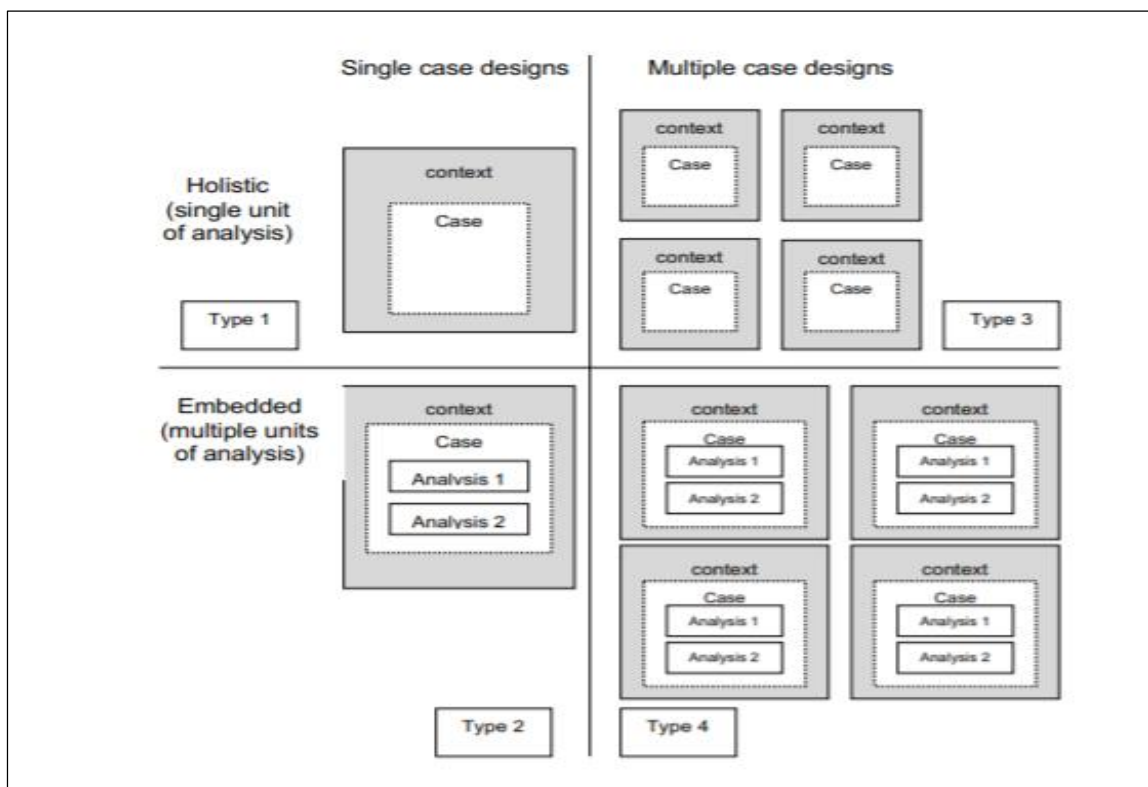 Single case designs
Multiple case designs
Holistic
(single unit
of analysis)
Type 1
context
Case
context
Case
context
Case
context
Case
context
Case
Type 3
Embedded
(multiple units
of analysis)
context
Case
Analysis 1
Analysis 2
Type 2
context
Case
Analysis 1
Analysis 2
context
Case
Analysis 1
Analysis 2
context
Case
Analysis 1
Analysis 2
context
Case
Analysis 1
Analysis 2
Type 4